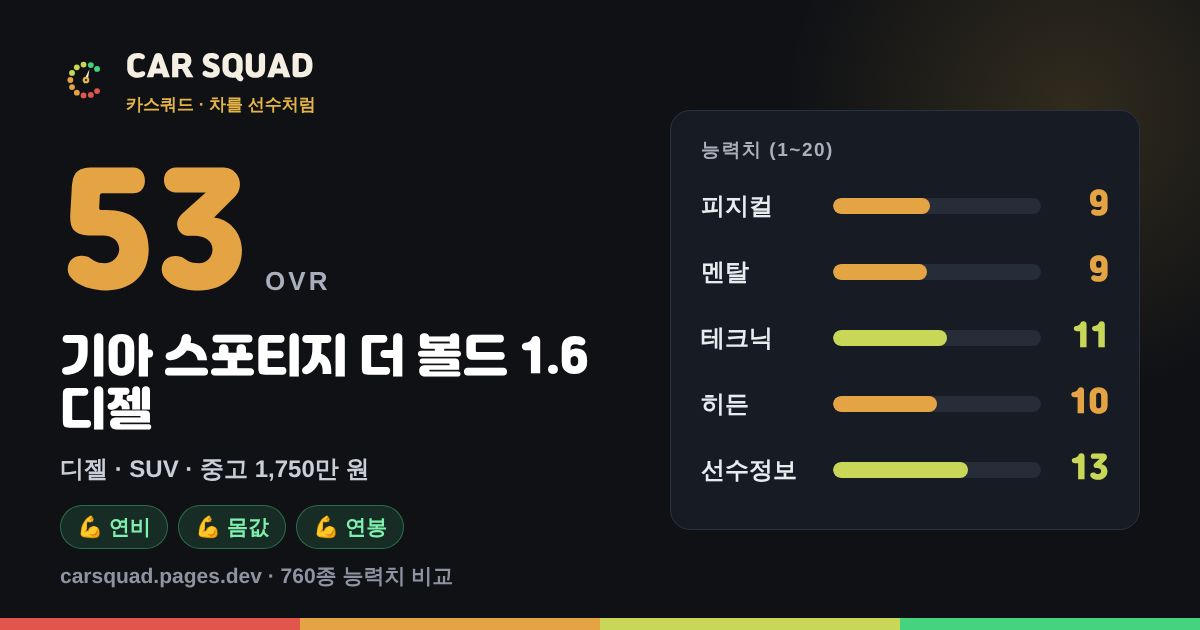 CAR SQUAD
카스쿼드 · 차를 선수처럼
53 OVR
기아 스포티지 더 볼드 1.6
디젤
디젤 · SUV · 중고 1,750만 원
💪 연비 💪 몸값 💪 연봉
carsquad.pages.dev · 760종 능력치 비교
능력치 (1~20)
피지컬 9
멘탈 9
테크닉 11
히든 10
선수정보 13